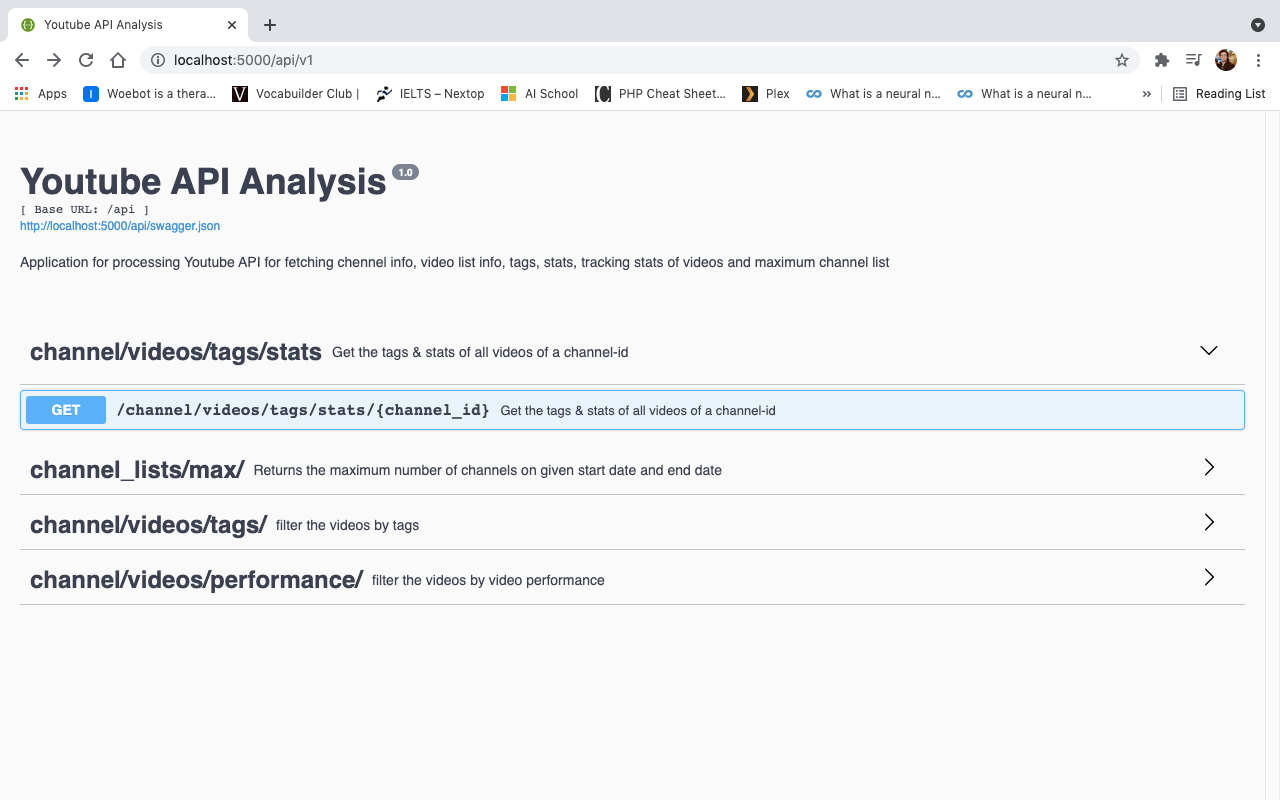 Youtube API Analysis
localhost:5000/api/v1
Apps
Woebot is a thera...
Vocabuilder Club |
IELTS – Nextop
AI School
PHP Cheat Sheet...
Plex
What is a neural n...
What is a neural n...
»
Reading List
Youtube API Analysis 1.0
[ Base URL: /api ]
http://localhost:5000/api/swagger.json
Application for processing Youtube API for fetching chennel info, video list info, tags, stats, tracking stats of videos and maximum channel list
channel/videos/tags/stats Get the tags & stats of all videos of a channel-id
GET /channel/videos/tags/stats/{channel_id} Get the tags & stats of all videos of a channel-id
channel_lists/max/ Returns the maximum number of channels on given start date and end date
channel/videos/tags/ filter the videos by tags
channel/videos/performance/ filter the videos by video performance